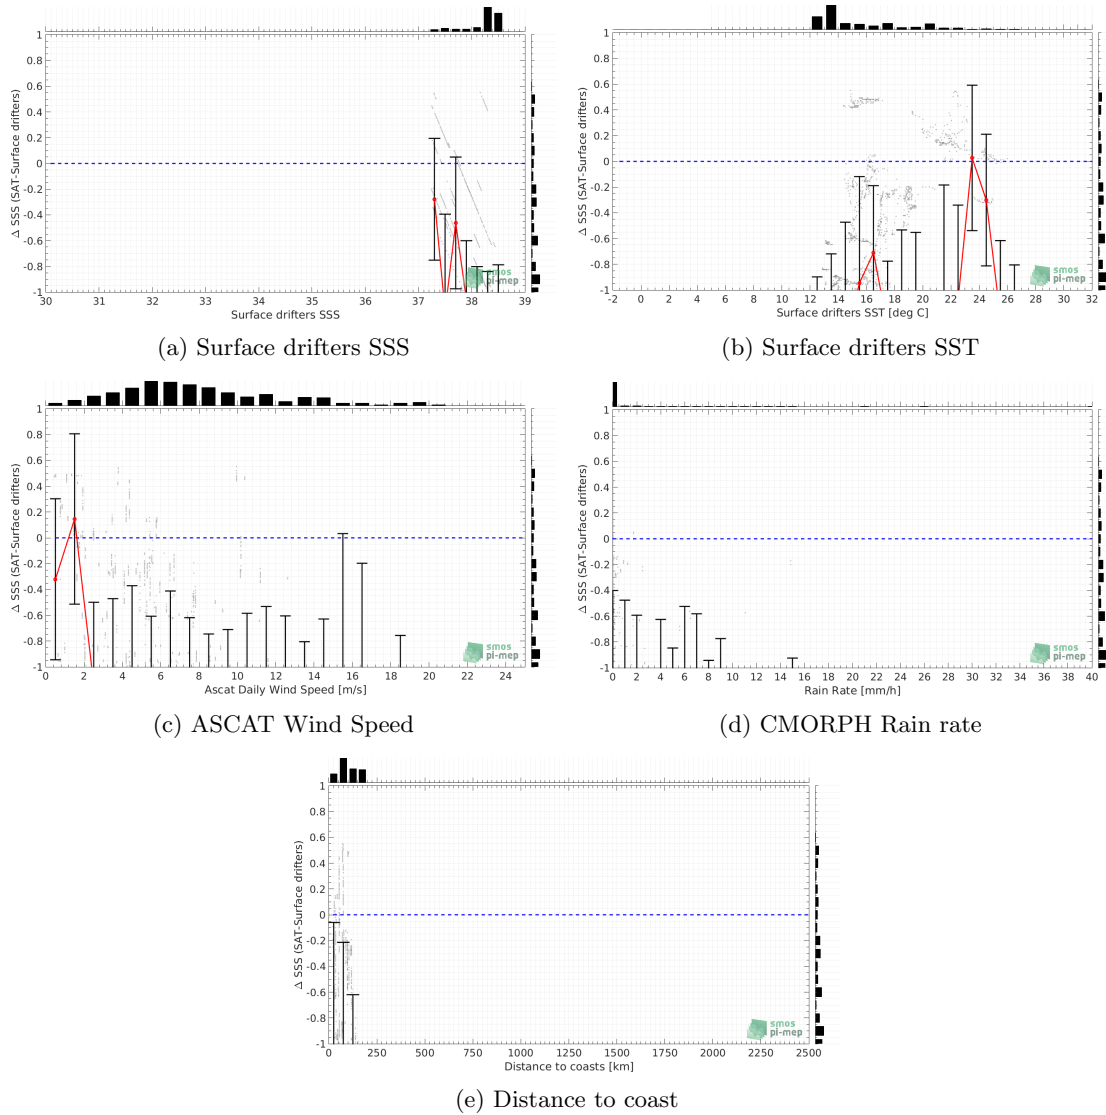 1
0.8
0.6
0.4
0.2
0
-0.2
-0.4
-0.6
-0.8
-1
Δ SSS (SAT-Surface drifters)
30 31 32 33 34 35 36 37 38 39
Surface drifters SSS
smos
pi-mep
(a) Surface drifters SSS
1
0.8
0.6
0.4
0.2
0
-0.2
-0.4
-0.6
-0.8
-1
Δ SSS (SAT-Surface drifters)
-2 0 2 4 6 8 10 12 14 16 18 20 22 24 26 28 30 32
Surface drifters SST [deg C]
smos
pi-mep
(b) Surface drifters SST
1
0.8
0.6
0.4
0.2
0
-0.2
-0.4
-0.6
-0.8
-1
Δ SSS (SAT-Surface drifters)
0 2 4 6 8 10 12 14 16 18 20 22 24
Ascat Daily Wind Speed [m/s]
smos
pi-mep
(c) ASCAT Wind Speed
1
0.8
0.6
0.4
0.2
0
-0.2
-0.4
-0.6
-0.8
-1
Δ SSS (SAT-Surface drifters)
0 2 4 6 8 10 12 14 16 18 20 22 24 26 28 30 32 34 36 38 40
Rain Rate [mm/h]
smos
pi-mep
(d) CMORPH Rain rate
1
0.8
0.6
0.4
0.2
0
-0.2
-0.4
-0.6
-0.8
-1
Δ SSS (SAT-Surface drifters)
0 250 500 750 1000 1250 1500 1750 2000 2250 2500
Distance to coasts [km]
smos
pi-mep
(e) Distance to coast